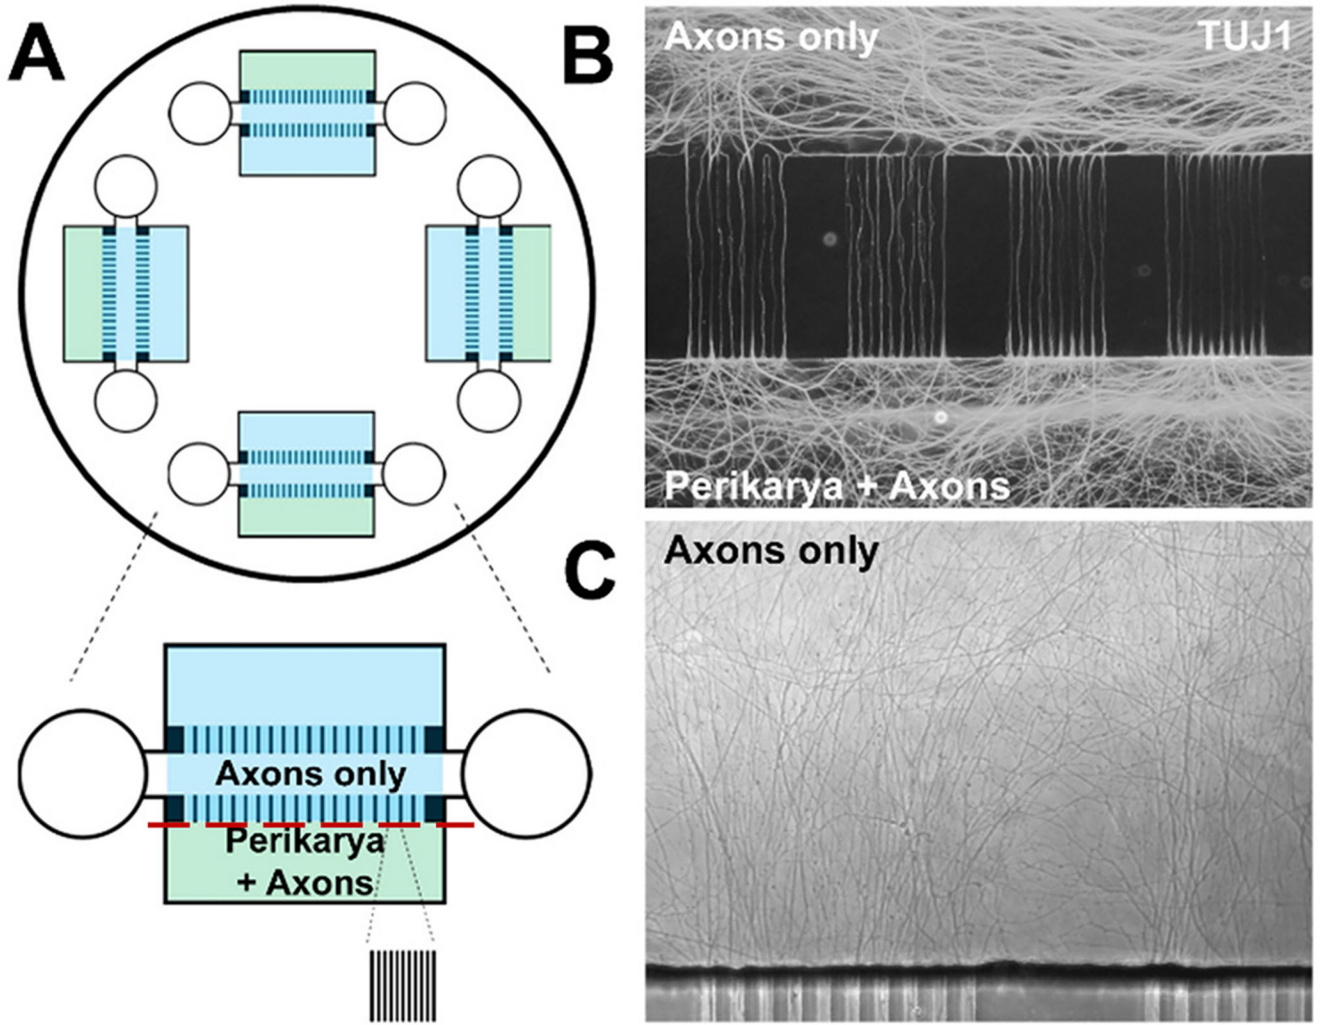 A
Axons only
Perikarya
+ Axons
B
Axons only TUJ1
Perikarya + Axons
C
Axons only